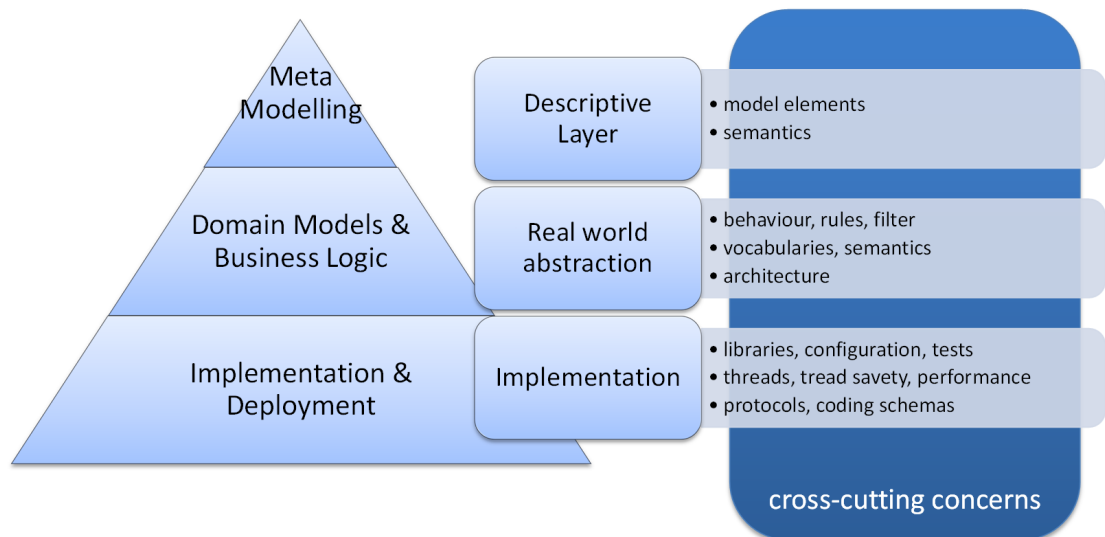 Meta
Modelling
Descriptive
Layer
• model elements
• semantics
Domain Models &
Business Logic
Real world
abstraction
• behaviour, rules, filter
• vocabularies, semantics
• architecture
Implementation &
Deployment
Implementation
• libraries, configuration, tests
• threads, tread savety, performance
• protocols, coding schemas
cross-cutting concerns